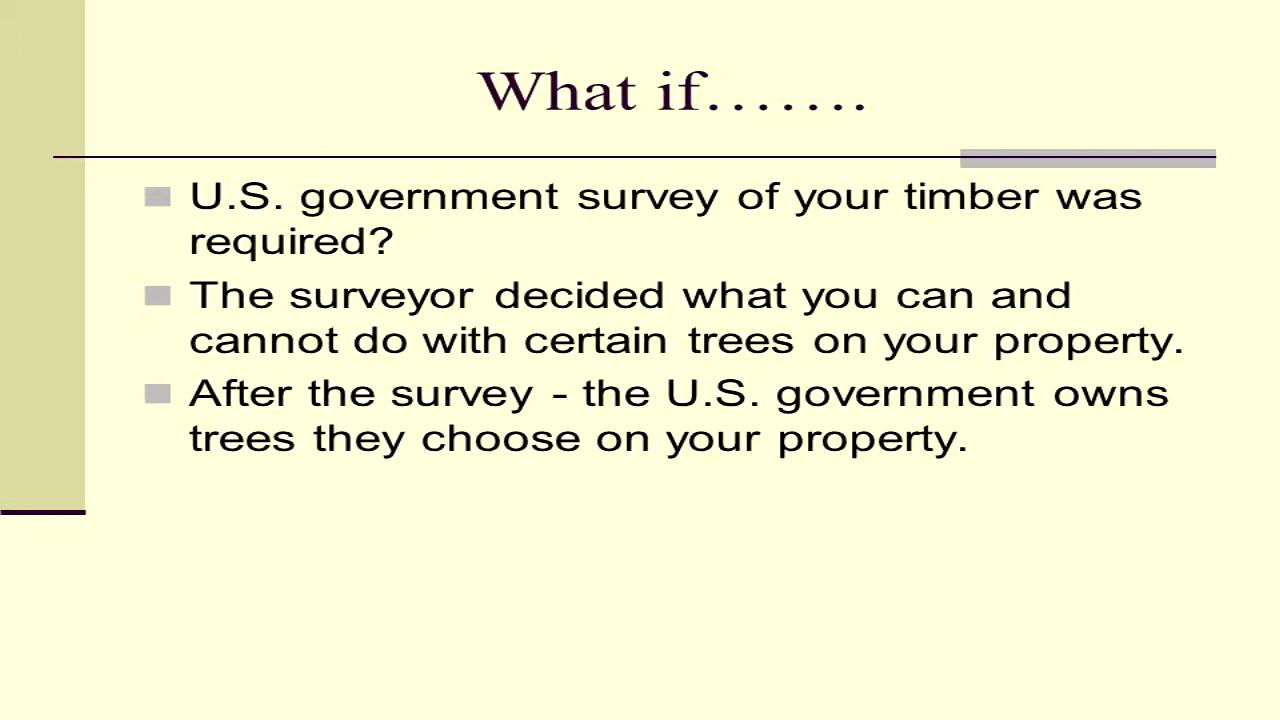 What if.......
U.S. government survey of your timber was
required?
The surveyor decided what you can and
cannot do with certain trees on your property.
After the survey - the U.S. government owns
trees they choose on your property.